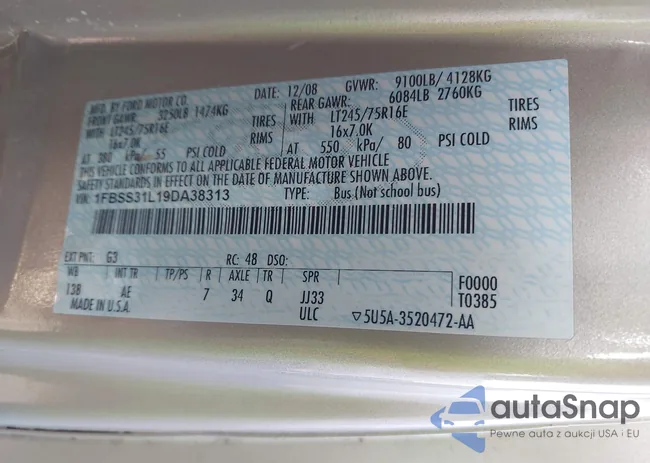 MFD. BY FORD MOTOR CO. DATE: 12/08 GVWR: 9100LB/ 4128KG
FRONT GAWR: 3250LB 1474KG REAR GAWR: 6084LB 2760KG
WITH LT245/75R16E TIRES WITH LT245/75R16E TIRES
16x7.0K RIMS 16x7.0K RIMS
AT 380 kPa/ 55 PSI COLD AT 550 kPa/ 80 PSI COLD
THIS VEHICLE CONFORMS TO ALL APPLICABLE FEDERAL MOTOR VEHICLE
SAFETY STANDARDS IN EFFECT ON THE DATE OF MANUFACTURE SHOWN ABOVE.
VIN: 1FBSS31L19DA38313 TYPE: Bus (Not school bus)
EXT PNT: G3 RC: 48 DSO:
WB INT TR TP/PS R AXLE TR SPR F0000
138 AE 7 34 Q JJ33 T0385
MADE IN U.S.A. ULC ▽5U5A-3520472-AA
autaSnap
Pewne auta z aukcji USA i EU